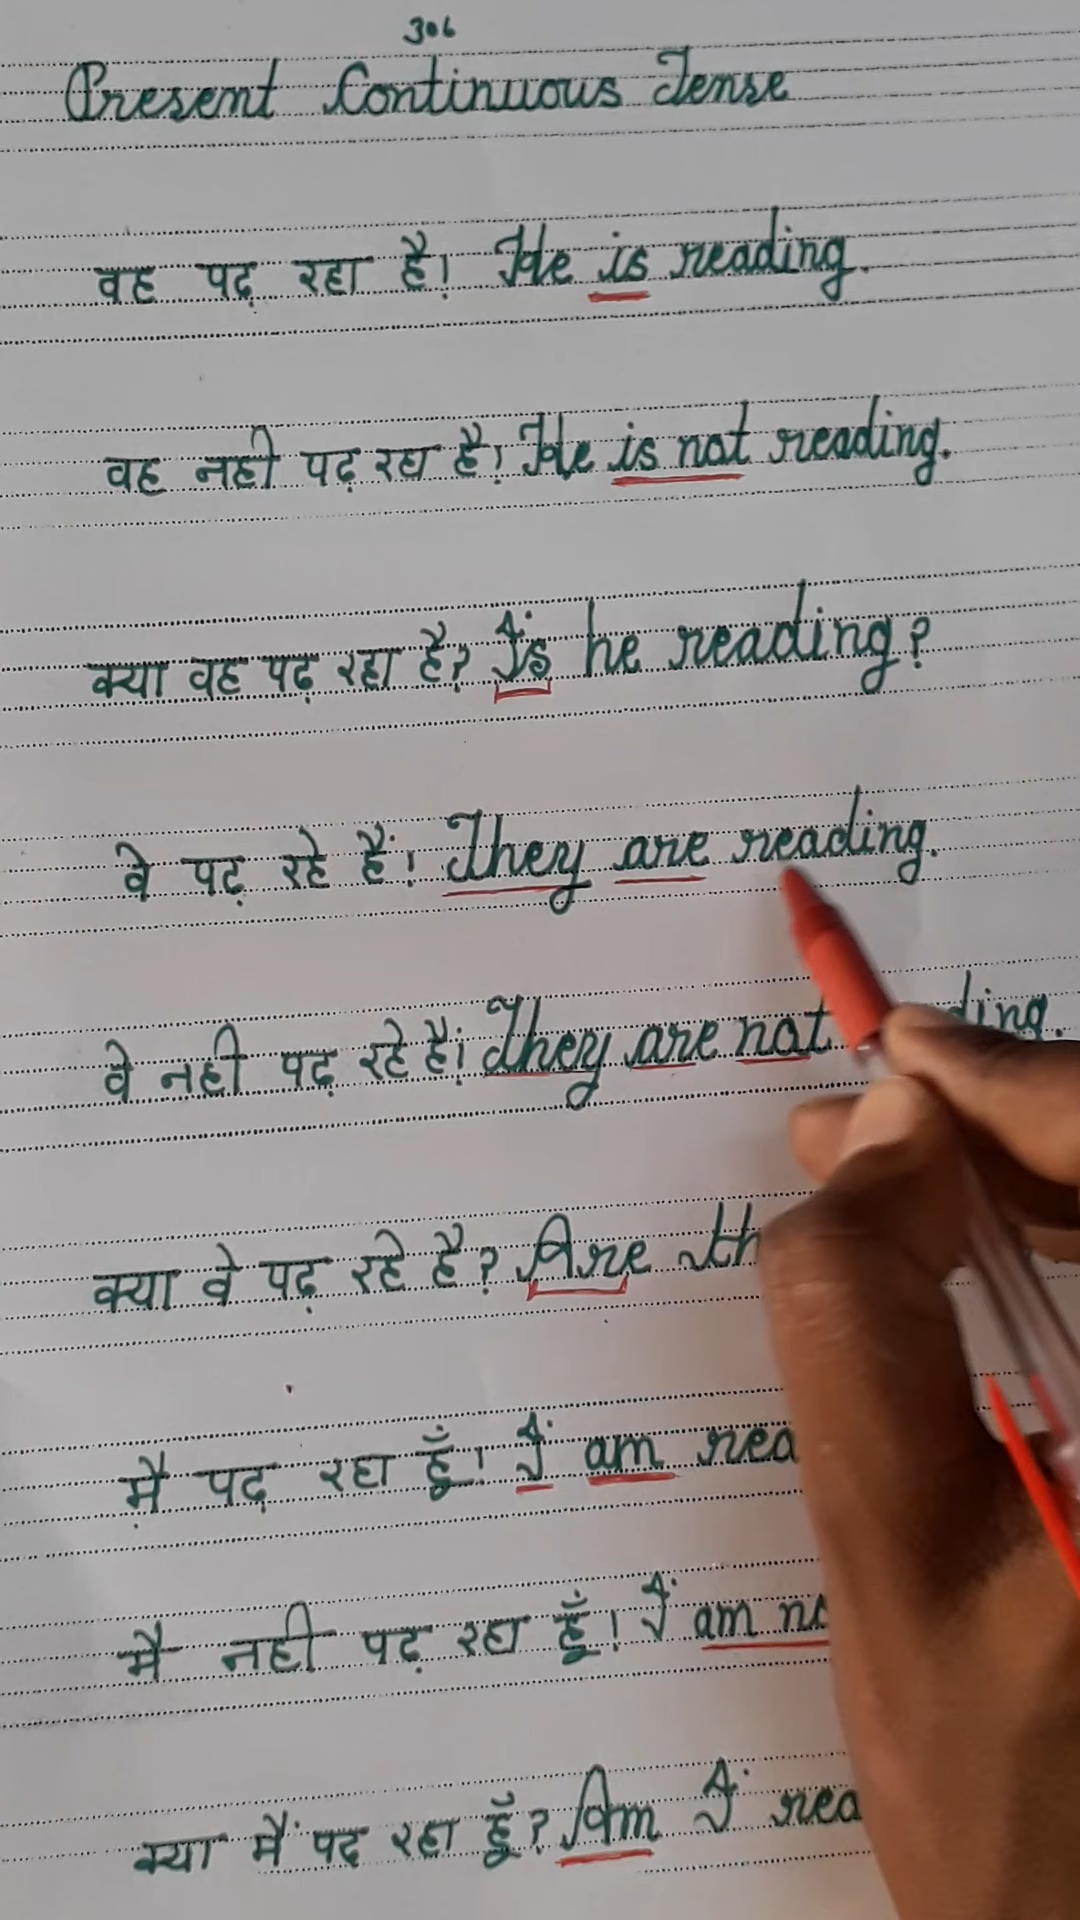 306
Present Continuous Tense
वह पढ़ रहा है। He is reading.
वह नही पढ़ रहा है। He is not reading.
क्या वह पढ़ रहा है? Is he reading?
वे पढ़ रहे हैं। They are reading.
वे नही पढ़ रहे है। They are not
क्या वे पढ़ रहे है? Are
मै पढ़ रहा हूँ। I am
मै नही पढ़ रहा हूँ। I am
क्या मैं पढ़ रहा हूँ? Am I